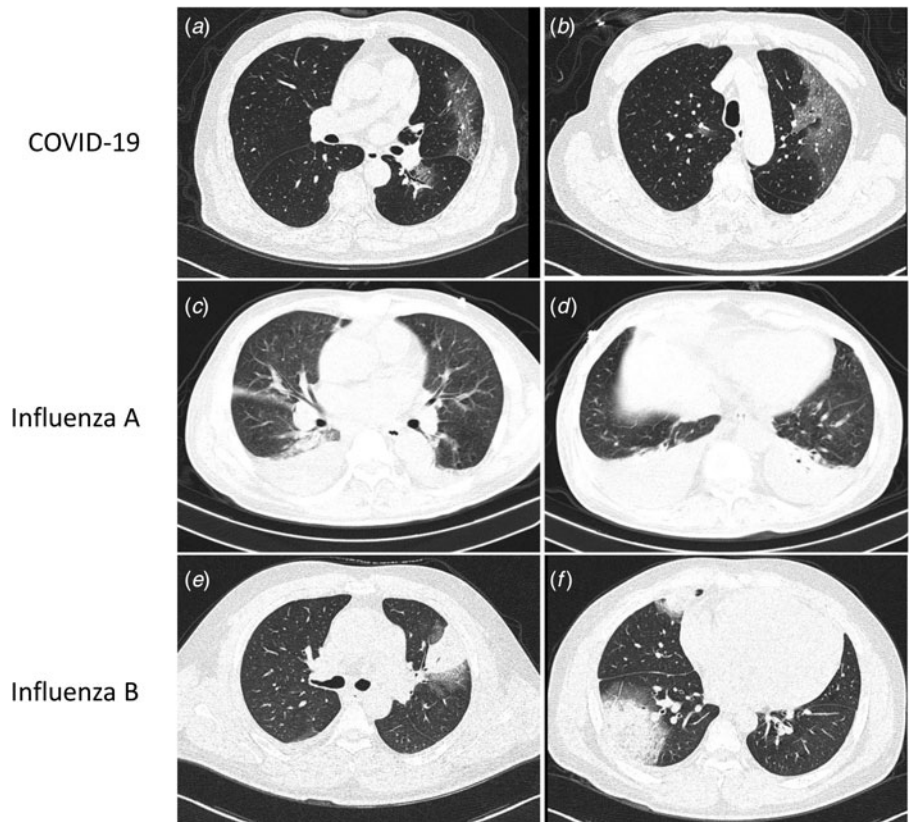 (a)
(b)
COVID-19
(c)
(d)
Influenza A
(e)
(f)
Influenza B